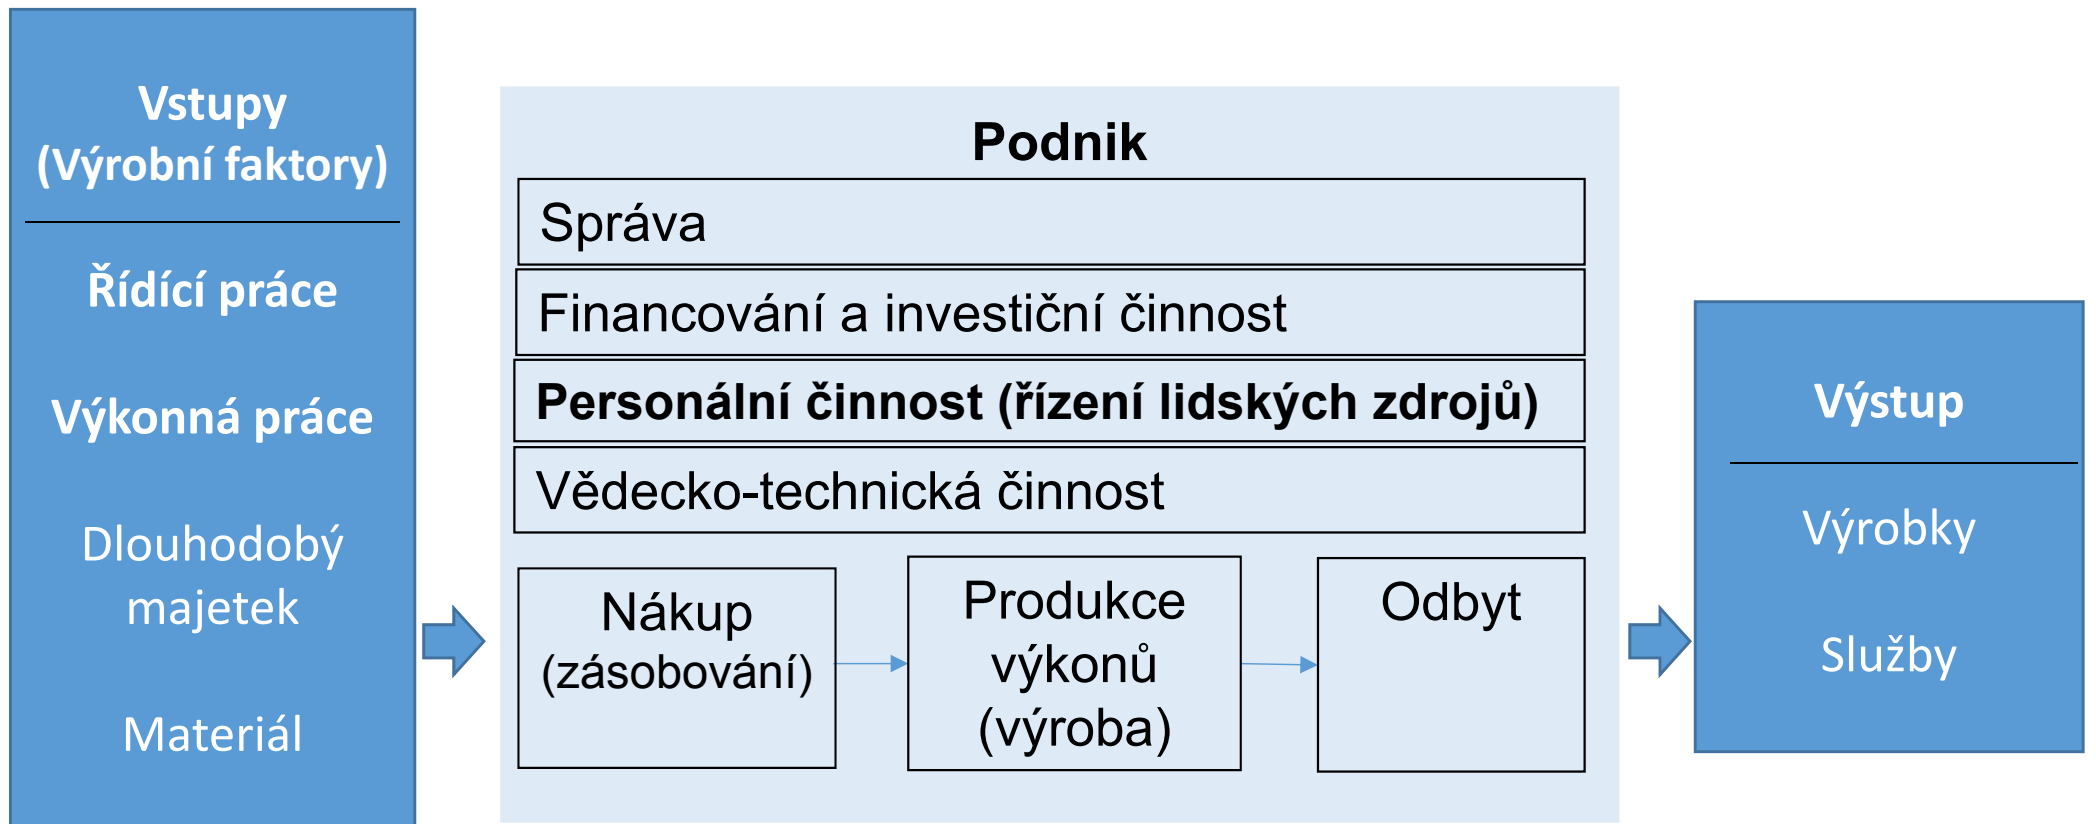 Vstupy
(Výrobní faktory)
Řídící práce
Výkonná práce
Dlouhodobý
majetek
Materiál
Podnik
Správa
Financování a investiční činnost
Personální činnost (řízení lidských zdrojů)
Vědecko-technická činnost
Nákup
(zásobování)
Produkce
výkonů
(výroba)
Odbyt
Výstup
Výrobky
Služby